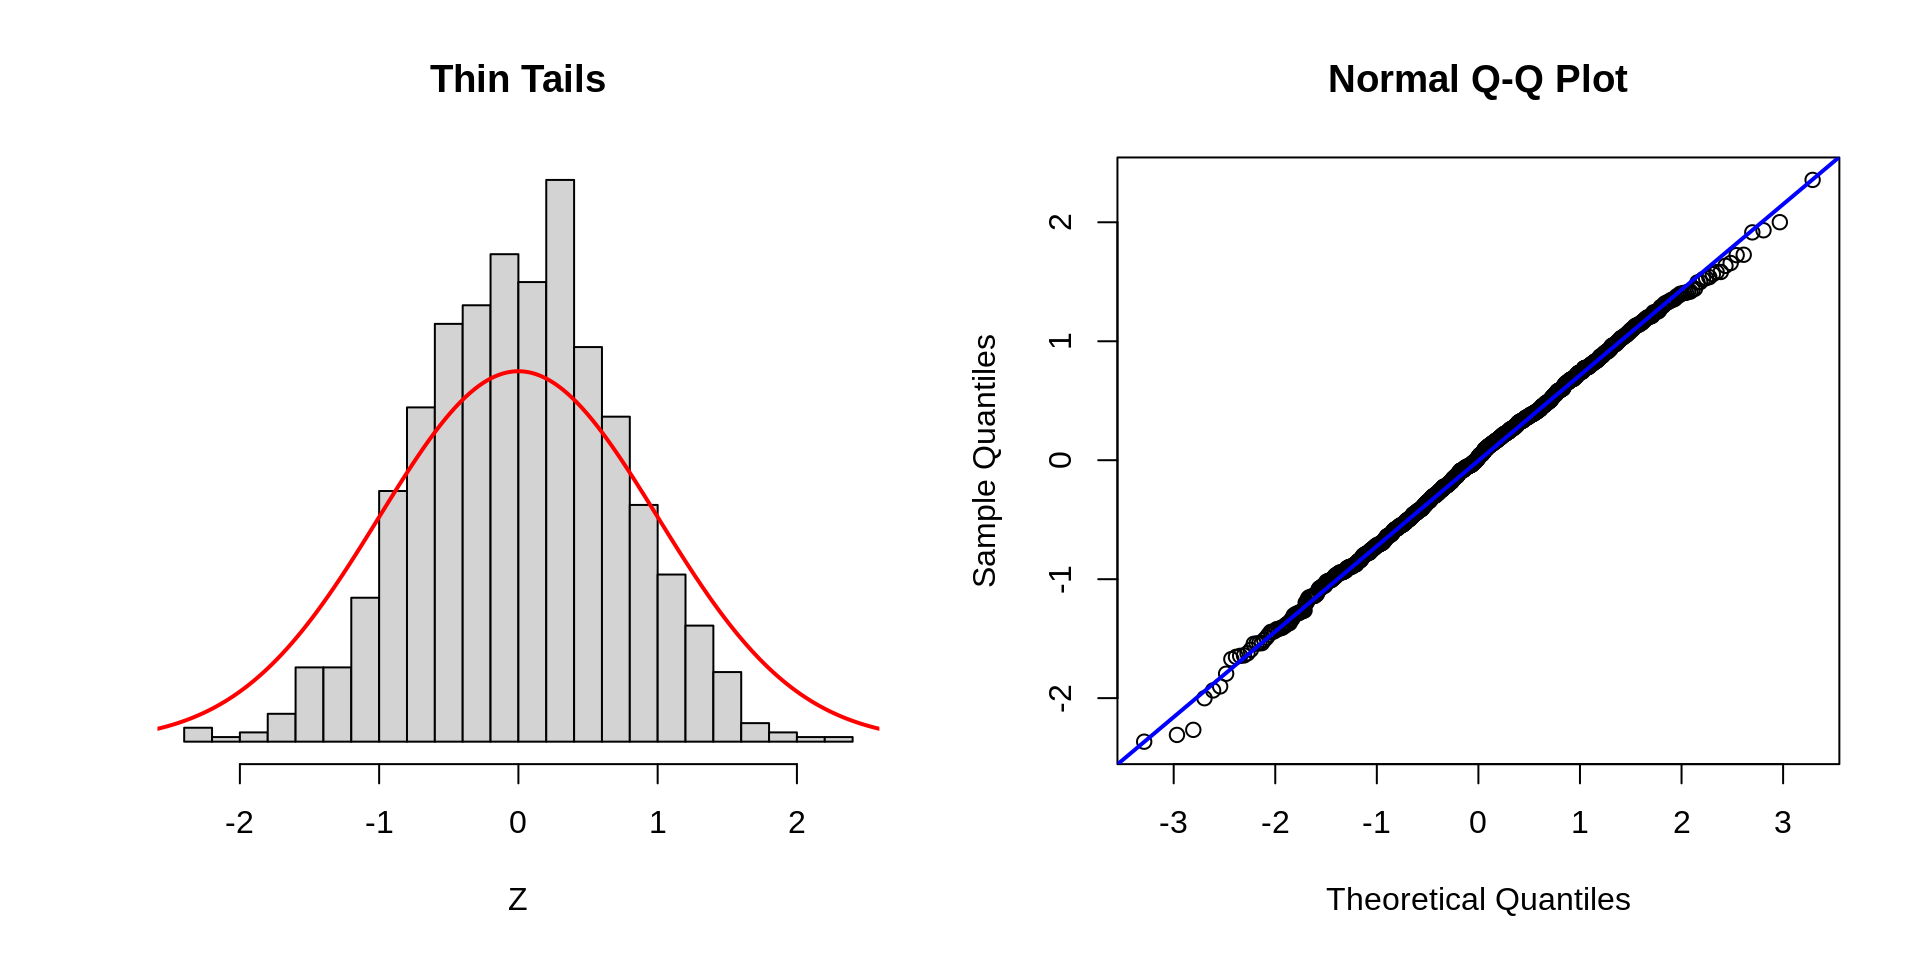 Thin Tails
-2 -1 0 1 2
Z
Normal Q-Q Plot
Sample Quantiles
2
1
0
-1
-2
-3 -2 -1 0 1 2 3
Theoretical Quantiles